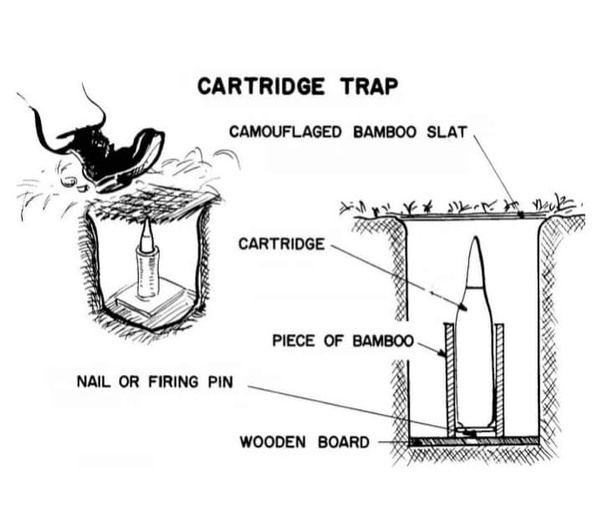 CARTRIDGE TRAP
CAMOUFLAGED BAMBOO SLAT
CARTRIDGE
PIECE OF BAMBOO
NAIL OR FIRING PIN
WOODEN BOARD